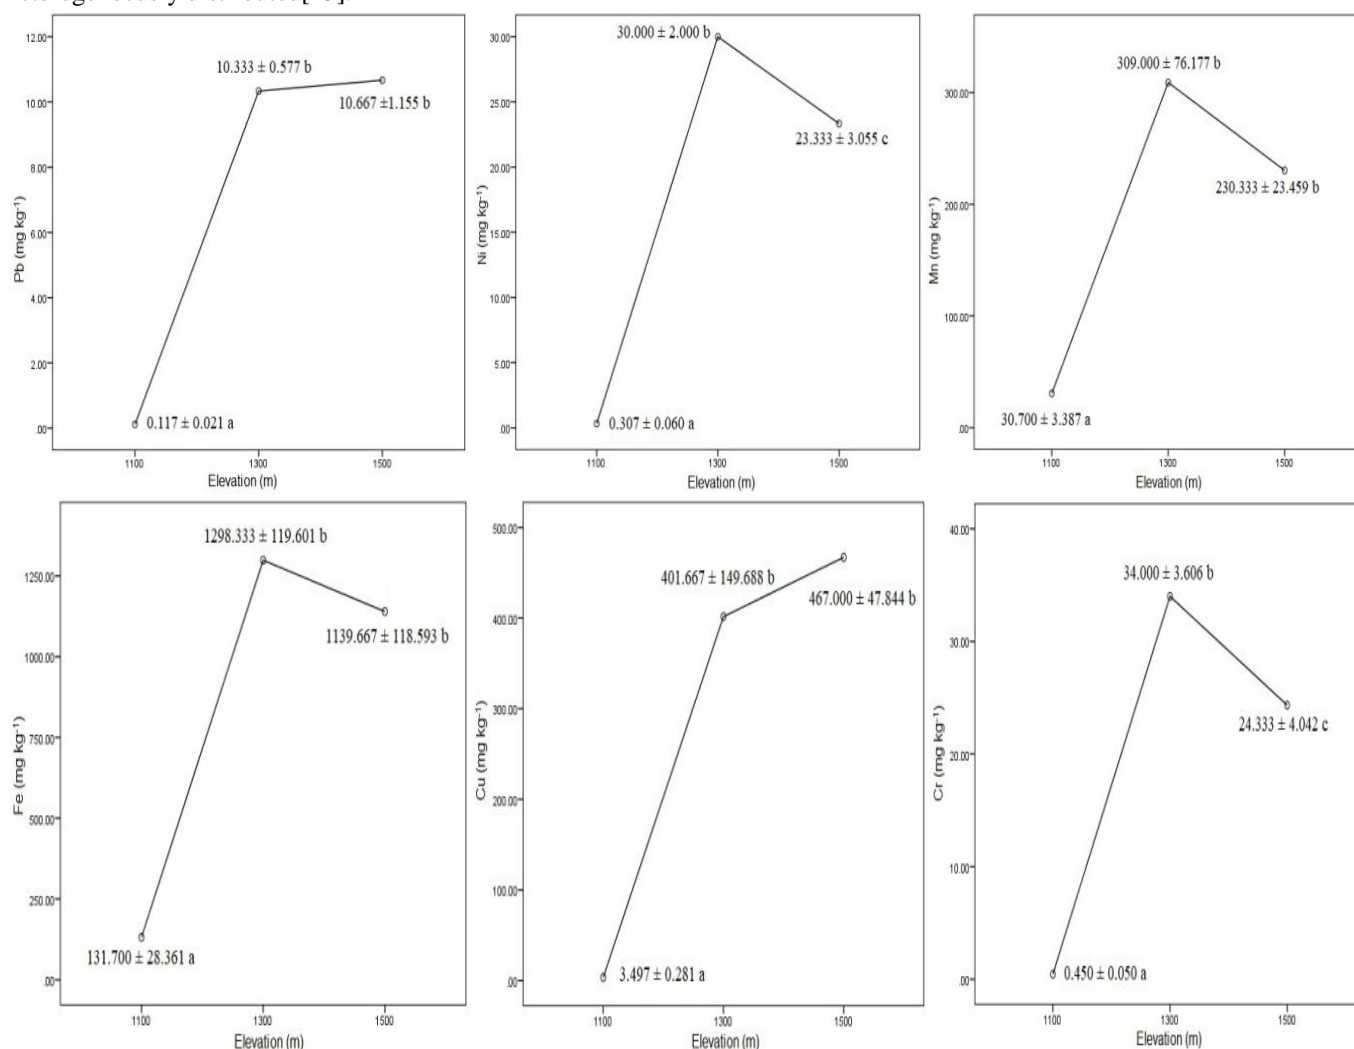 12.00
10.00
8.00
6.00
4.00
2.00
.00
Pb (mg kg⁻¹)
10.333 ± 0.577 b
10.667 ±1.155 b
0.117 ± 0.021 a
1100 1300 1500
Elevation (m)
30.00
25.00
20.00
15.00
10.00
5.00
.00
Ni (mg kg⁻¹)
30.000 ± 2.000 b
23.333 ± 3.055 c
0.307 ± 0.060 a
1100 1300 1500
Elevation (m)
300.00
200.00
100.00
.00
Mn (mg kg⁻¹)
309.000 ± 76.177 b
230.333 ± 23.459 b
30.700 ± 3.387 a
1100 1300 1500
Elevation (m)
1250.00
1000.00
750.00
500.00
250.00
.00
Fe (mg kg⁻¹)
1298.333 ± 119.601 b
1139.667 ± 118.593 b
131.700 ± 28.361 a
1100 1300 1500
Elevation (m)
500.00
400.00
300.00
200.00
100.00
.00
Cu (mg kg⁻¹)
401.667 ± 149.688 b
467.000 ± 47.844 b
3.497 ± 0.281 a
1100 1300 1500
Elevation (m)
40.00
30.00
20.00
10.00
.00
Cr (mg kg⁻¹)
34.000 ± 3.606 b
24.333 ± 4.042 c
0.450 ± 0.050 a
1100 1300 1500
Elevation (m)